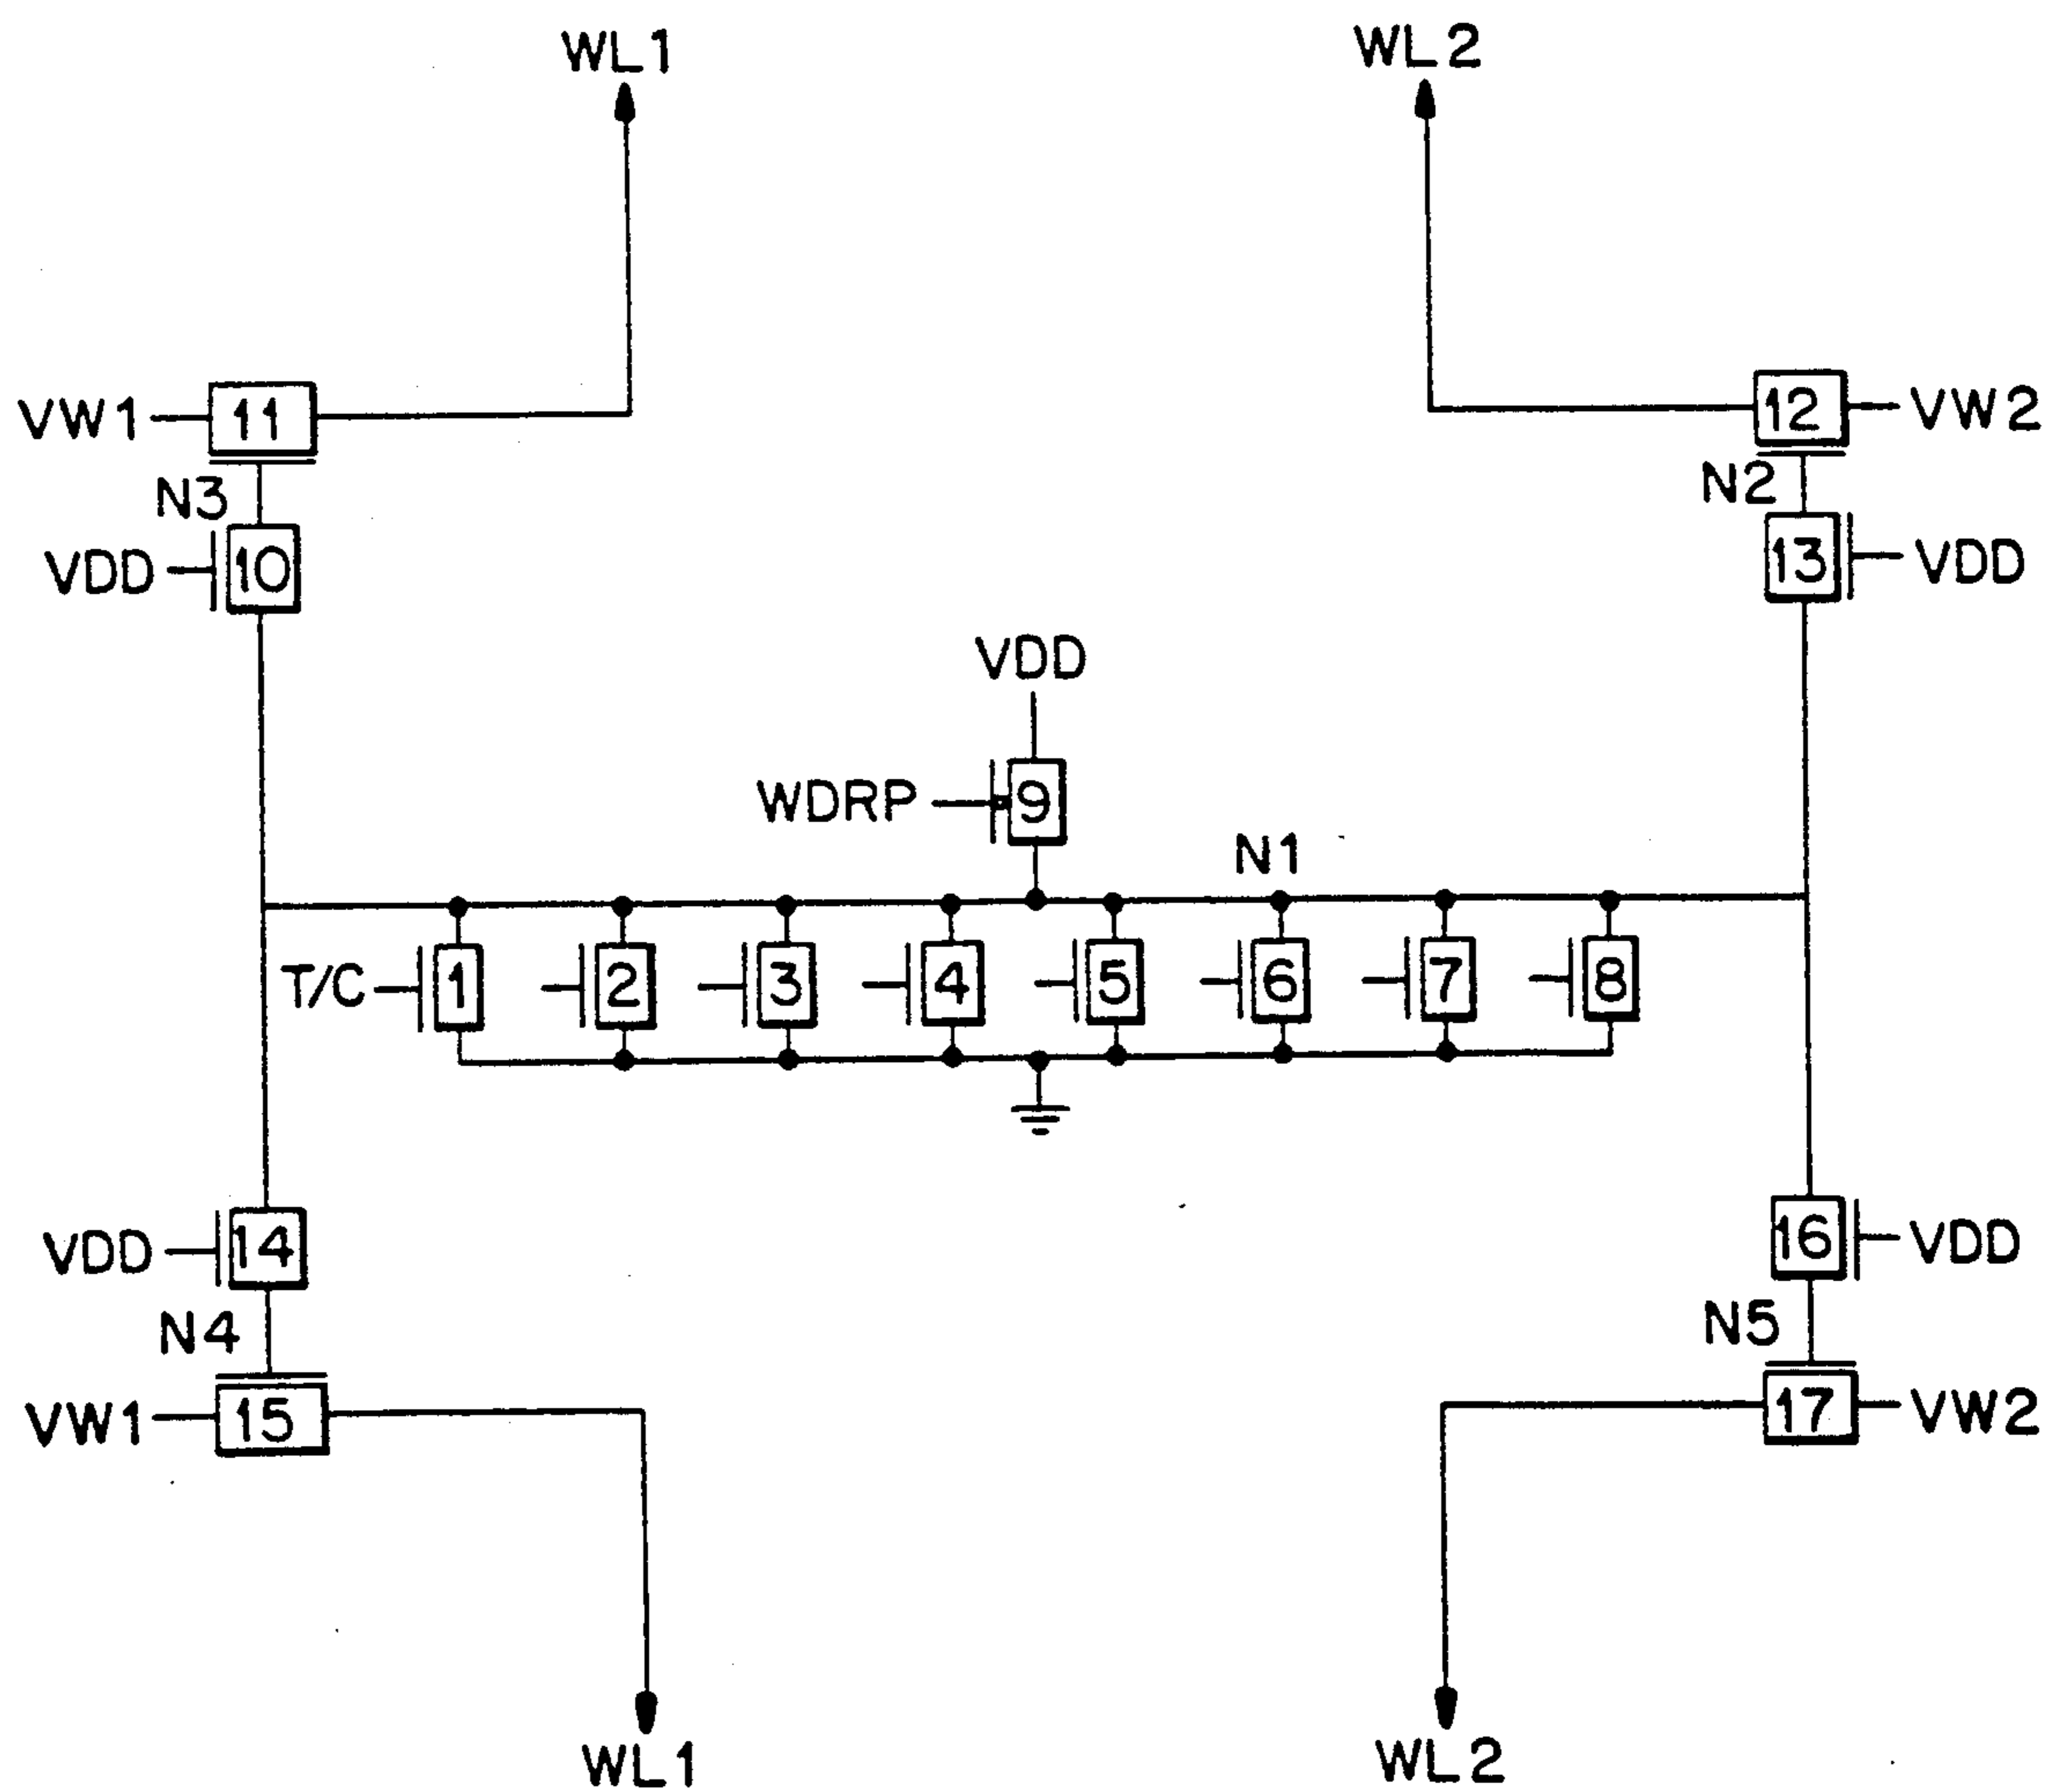 WL1 WL2
VW1 11 12 VW2
N3 N2
VDD 10 13 VDD
VDD
WDRP 9
N1
T/C 1 2 3 4 5 6 7 8
VDD 14 16 VDD
N4 N5
VW1 15 17 VW2
WL1 WL2